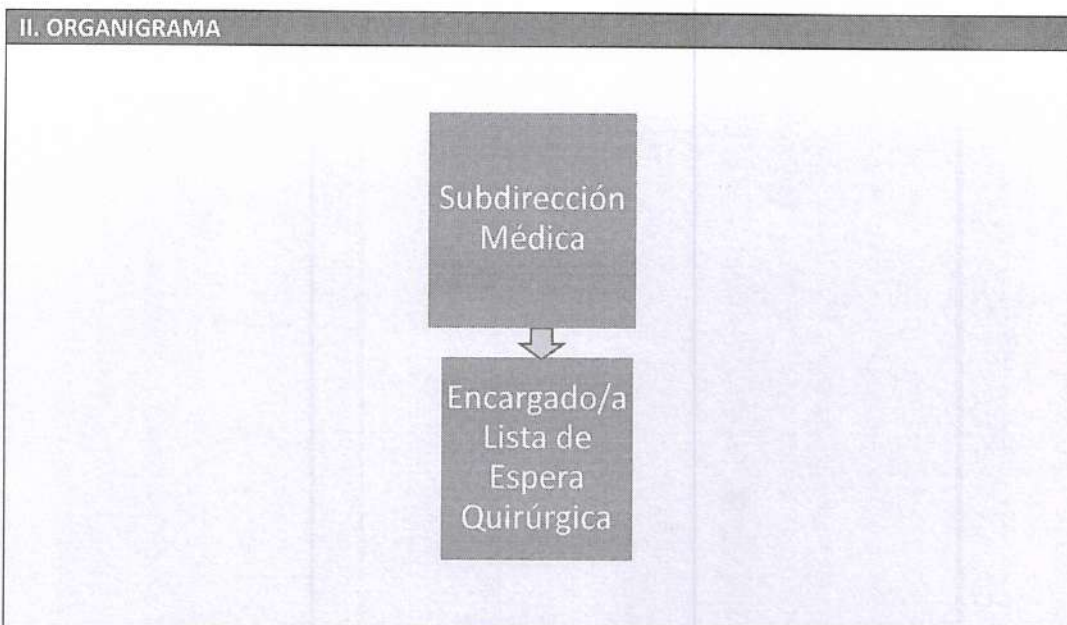 II. ORGANIGRAMA
Subdirección
Médica
Encargado/a
Lista de
Espera
Quirúrgica